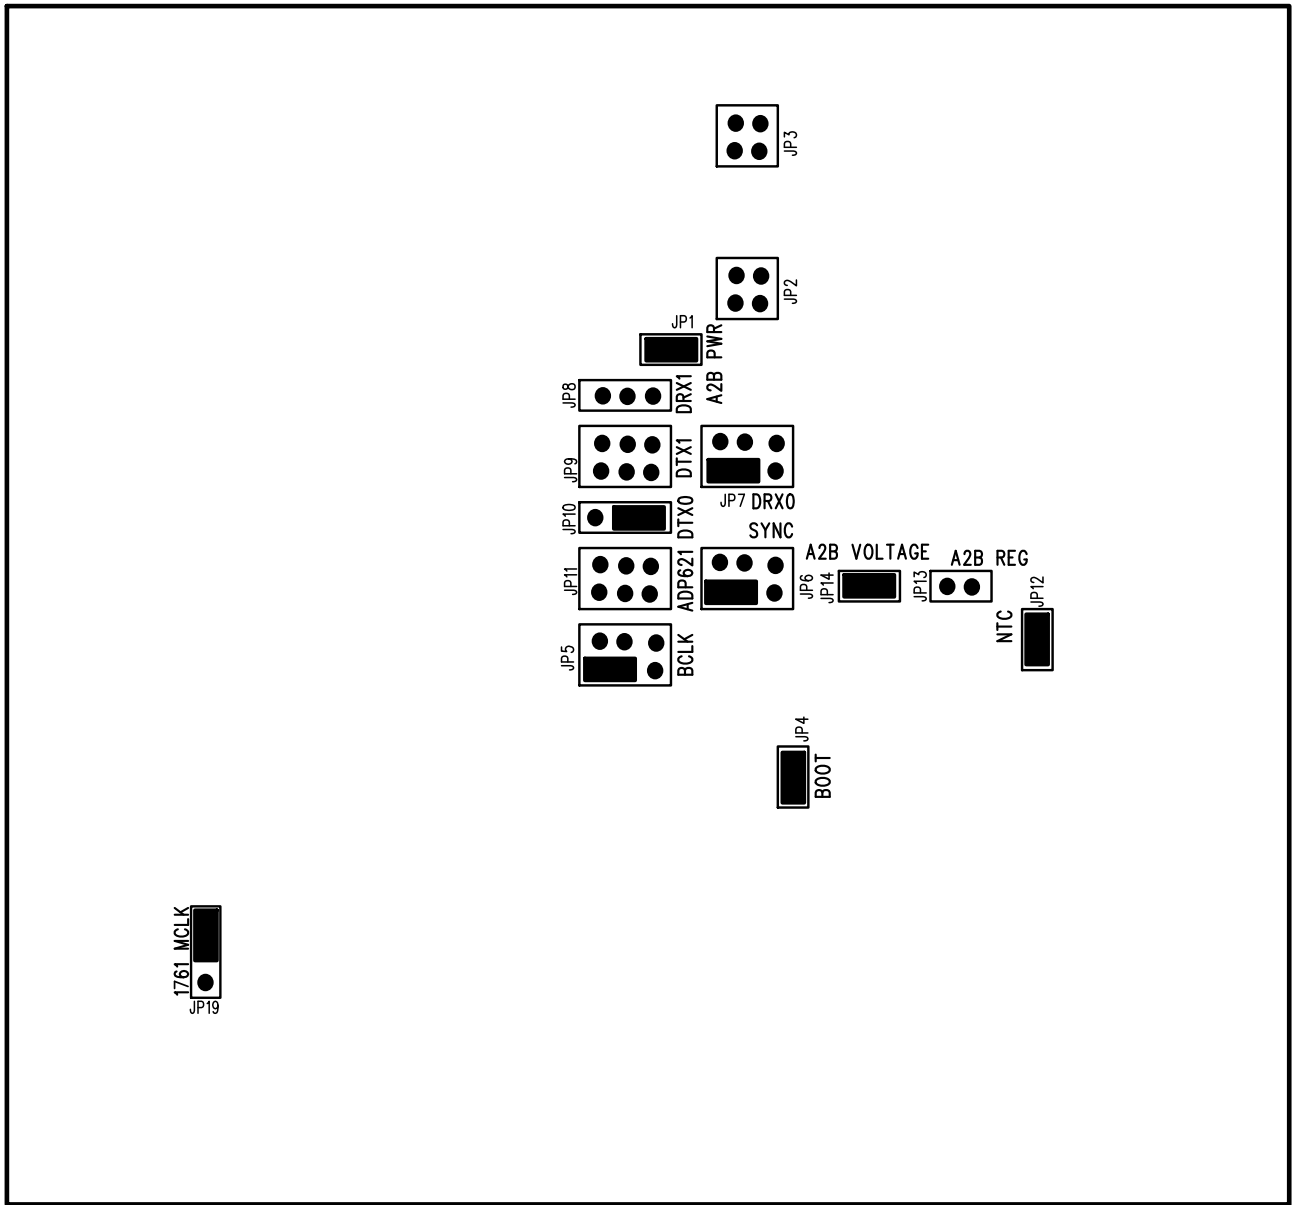 JP3
JP2
JP1
A2B PWR
JP8
DRX1
JP9
DTX1
JP7 DRX0
JP10
DTX0
SYNC
JP11
ADP621
JP6
A2B VOLTAGE
JP14
A2B REG
JP13
JP12
NTC
JP5
BCLK
JP4
BOOT
1761 MCLK
JP19